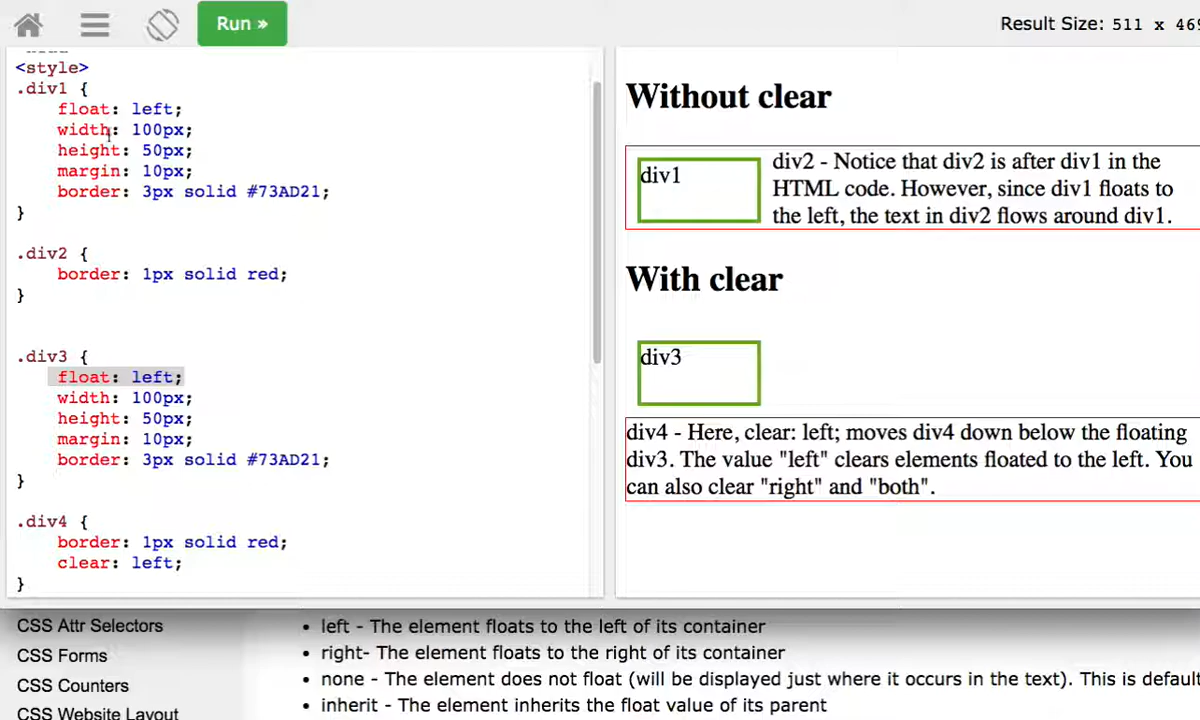 Run »
Result Size: 511 x 469
<style>
.div1 {
float: left;
width: 100px;
height: 50px;
margin: 10px;
border: 3px solid #73AD21;
}
.div2 {
border: 1px solid red;
}
.div3 {
float: left;
width: 100px;
height: 50px;
margin: 10px;
border: 3px solid #73AD21;
}
.div4 {
border: 1px solid red;
clear: left;
}
Without clear
div1
div2 - Notice that div2 is after div1 in the
HTML code. However, since div1 floats to
the left, the text in div2 flows around div1.
With clear
div3
div4 - Here, clear: left; moves div4 down below the floating
div3. The value "left" clears elements floated to the left. You
can also clear "right" and "both".
CSS Attr Selectors
CSS Forms
CSS Counters
CSS Website Layout
• left - The element floats to the left of its container
• right- The element floats to the right of its container
• none - The element does not float (will be displayed just where it occurs in the text). This is default
• inherit - The element inherits the float value of its parent